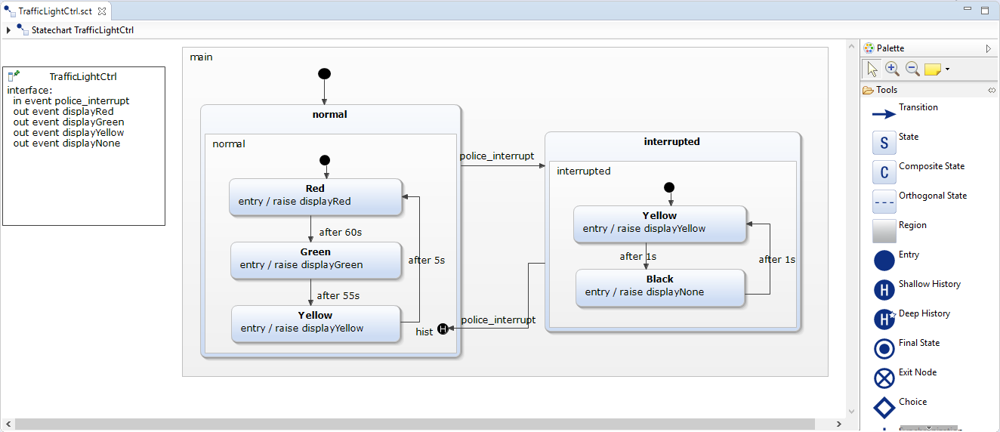 TrafficLightCtrl.sct
Statechart TrafficLightCtrl
TrafficLightCtrl
interface:
in event police_interrupt
out event displayRed
out event displayGreen
out event displayYellow
out event displayNone
main
normal
normal
Red
entry / raise displayRed
after 60s
Green
entry / raise displayGreen
after 5s
after 55s
Yellow
entry / raise displayYellow
hist
H
police_interrupt
police_interrupt
interrupted
interrupted
Yellow
entry / raise displayYellow
after 1s
after 1s
Black
entry / raise displayNone
Palette
Tools
Transition
S State
C Composite State
Orthogonal State
Region
Entry
H Shallow History
H Deep History
Final State
Exit Node
Choice